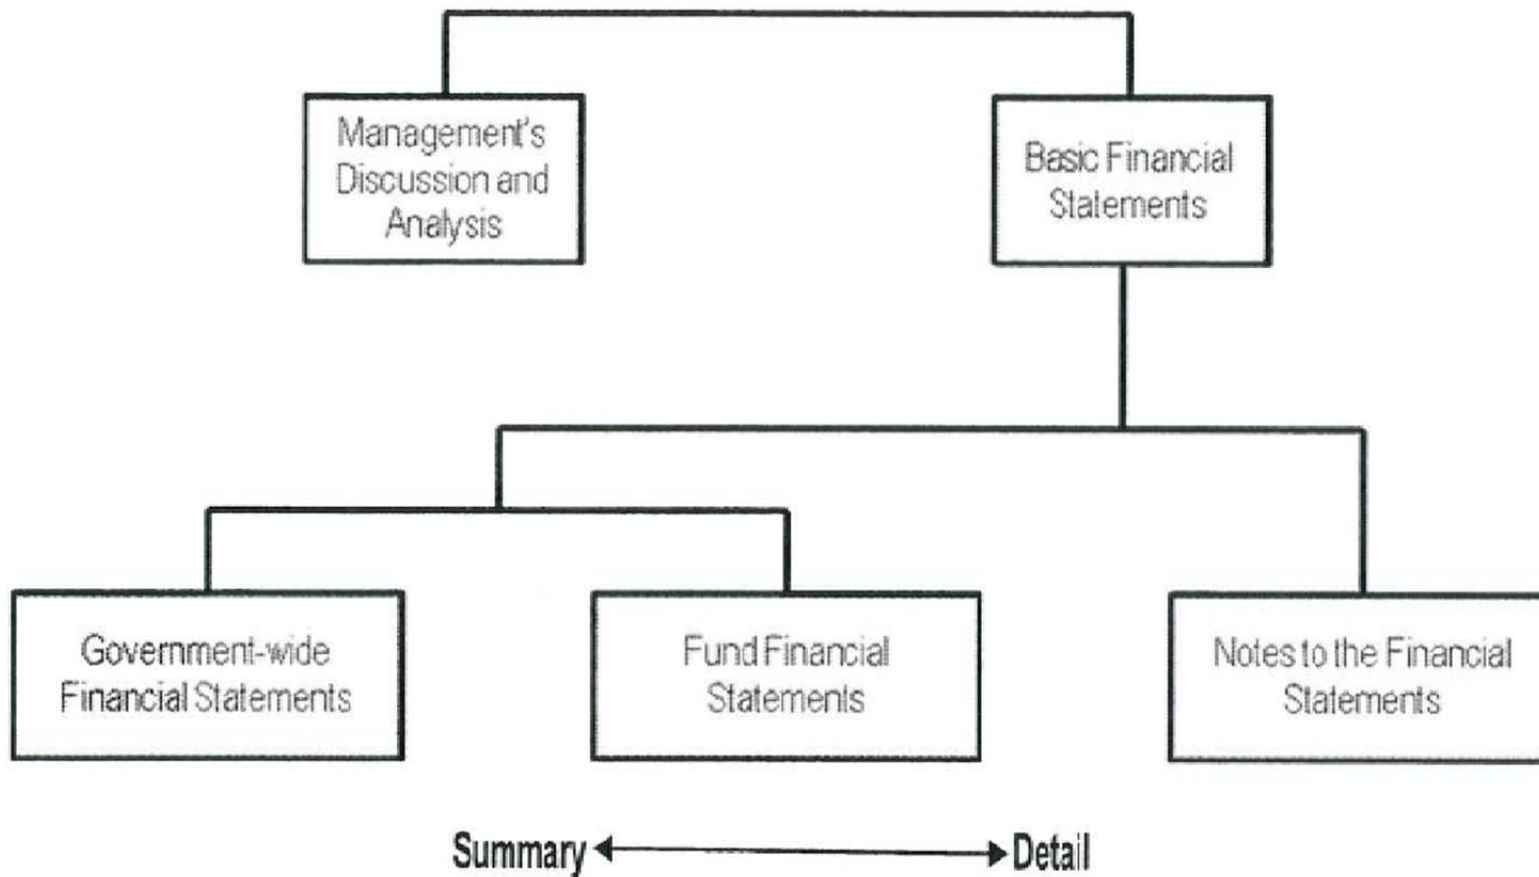 Management's
Discussion and
Analysis
Basic Financial
Statements
Government-wide
Financial Statements
Fund Financial
Statements
Notes to the Financial
Statements
Summary
Detail